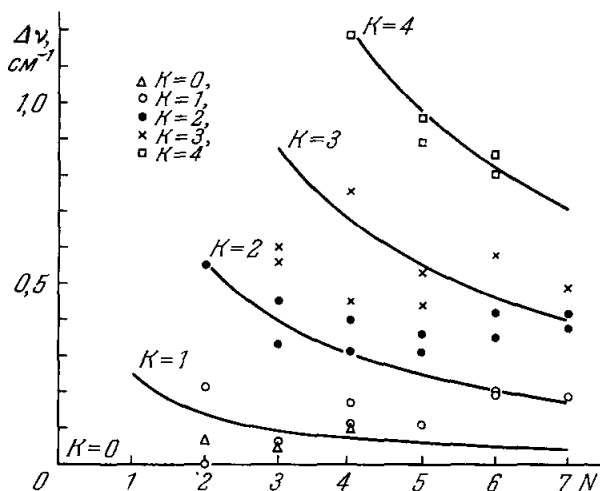 Δν,
см⁻¹
1,0
0,5
0
△ K=0,
○ K=1,
● K=2,
× K=3,
□ K=4
K=4
K=3
K=2
K=1
K=0
1 2 3 4 5 6 7 N